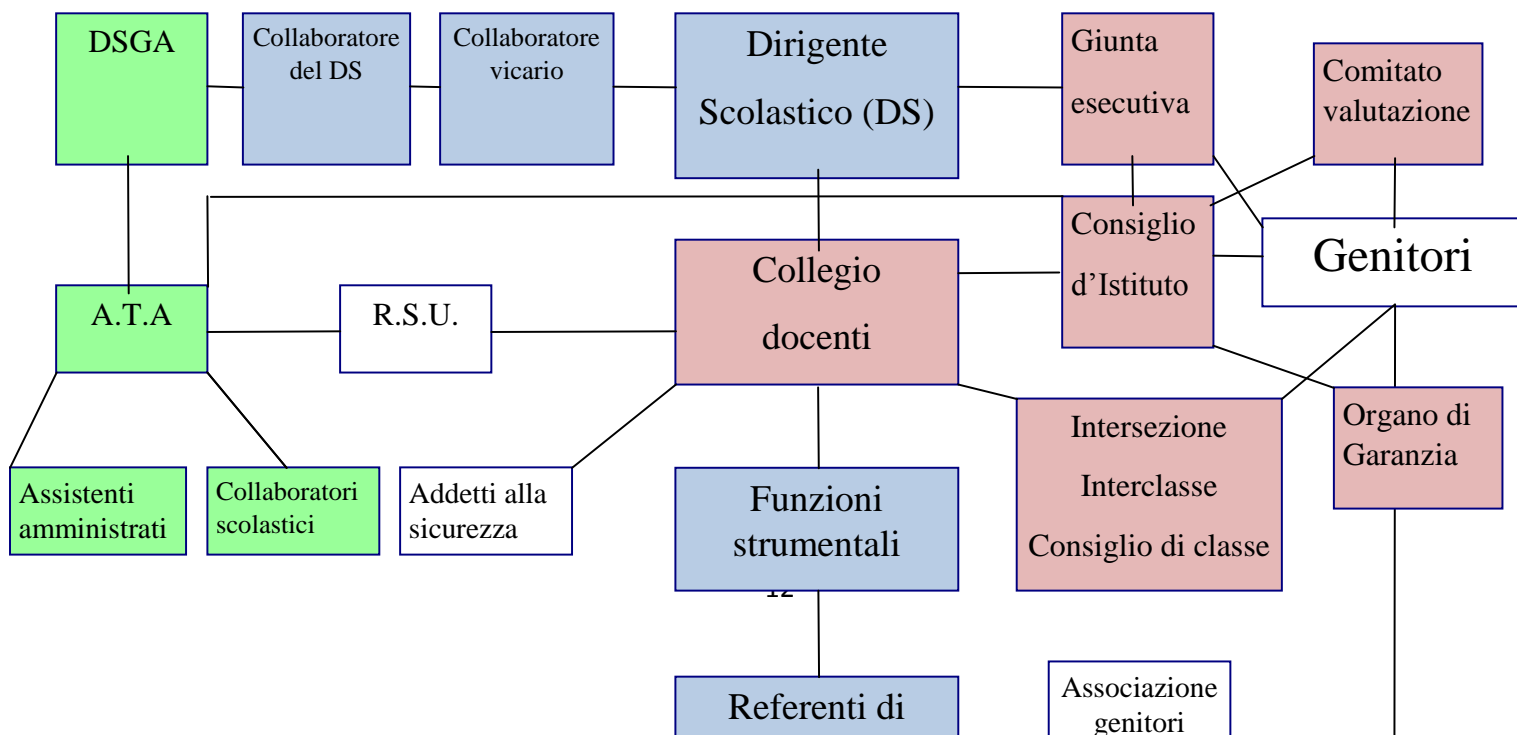 DSGA
Collaboratore
del DS
Collaboratore
vicario
Dirigente
Scolastico (DS)
Giunta
esecutiva
Comitato
valutazione
Consiglio
d’Istituto
Genitori
Collegio
docenti
A.T.A
R.S.U.
Intersezione
Interclasse
Consiglio di classe
Organo di
Garanzia
Assistenti
amministrati
Collaboratori
scolastici
Addetti alla
sicurezza
Funzioni
strumentali
12
Referenti di
Associazione
genitori